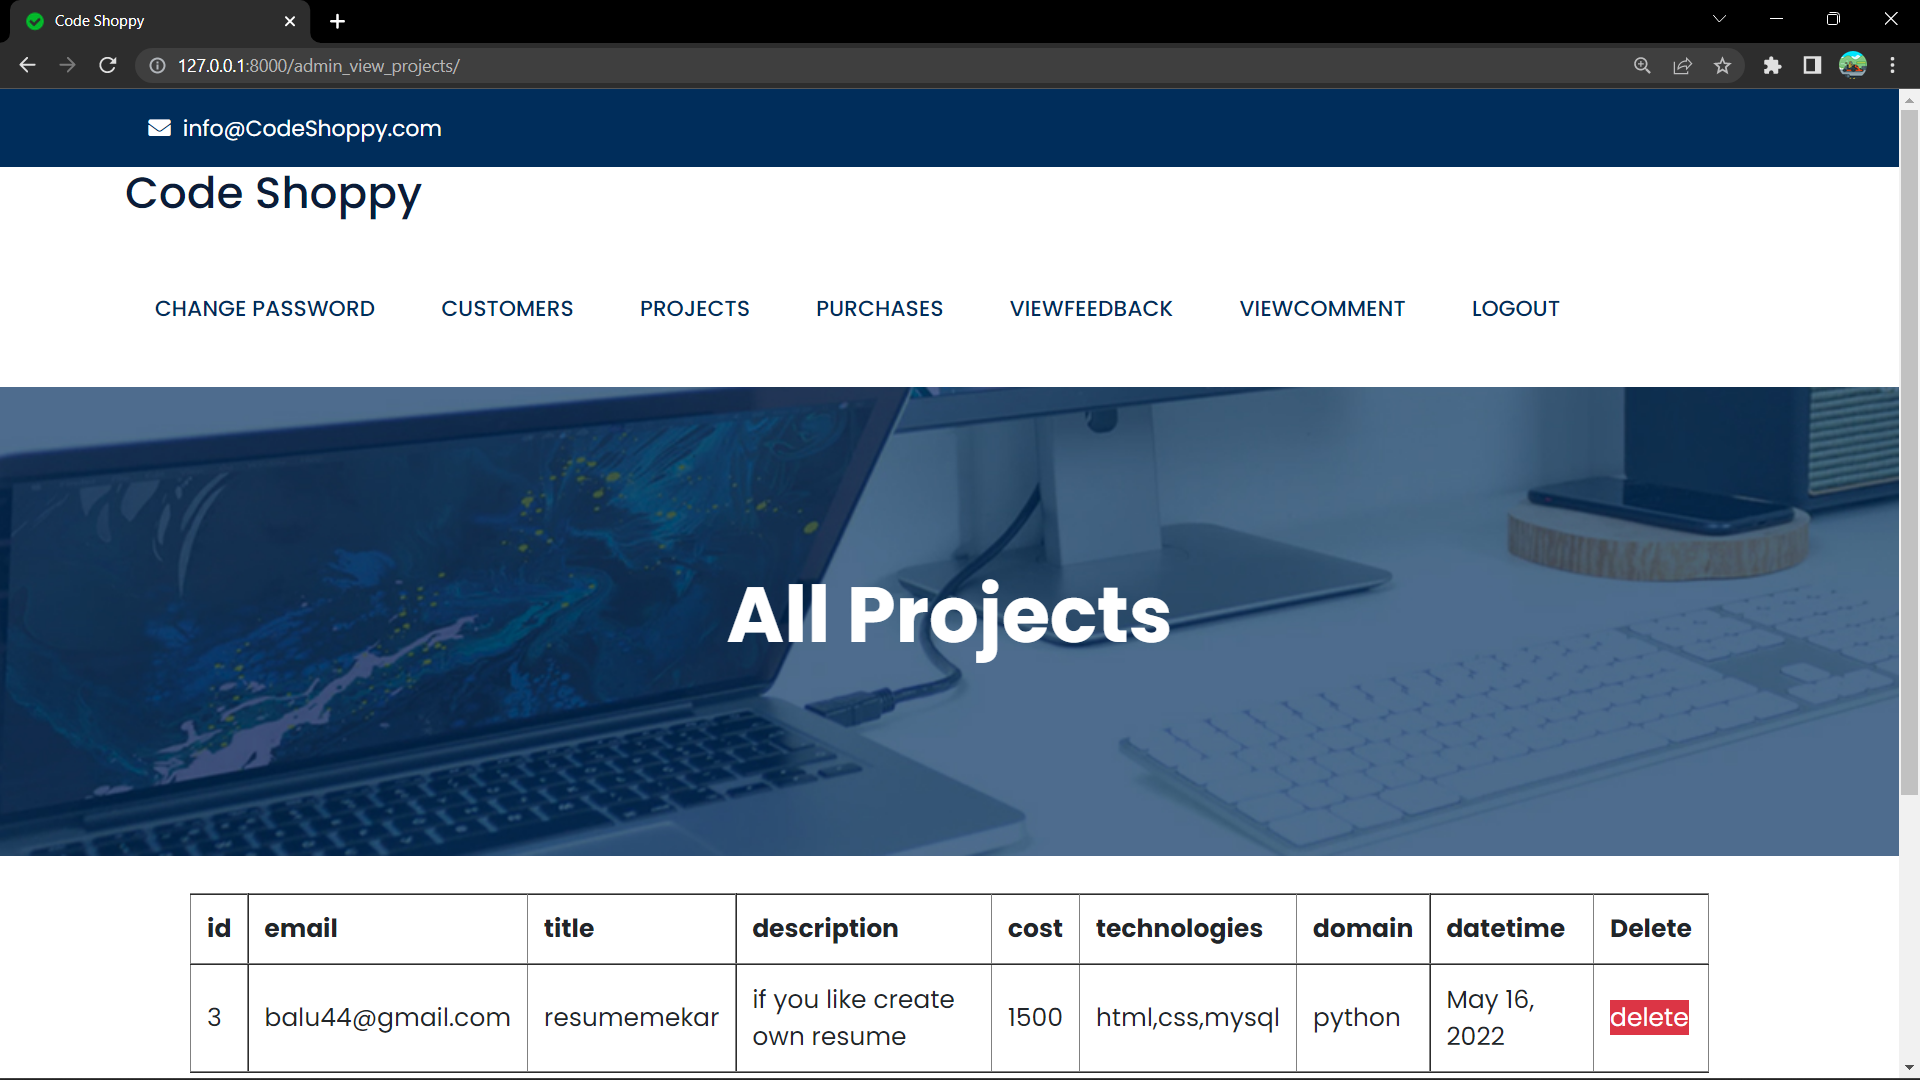 Code Shoppy
127.0.0.1:8000/admin_view_projects/
info@CodeShoppy.com
Code Shoppy
CHANGE PASSWORD CUSTOMERS PROJECTS PURCHASES VIEWFEEDBACK VIEWCOMMENT LOGOUT
All Projects
id email title description cost technologies domain datetime Delete
3 balu44@gmail.com resumemekar if you like create own resume 1500 html,css,mysql python May 16, 2022 delete